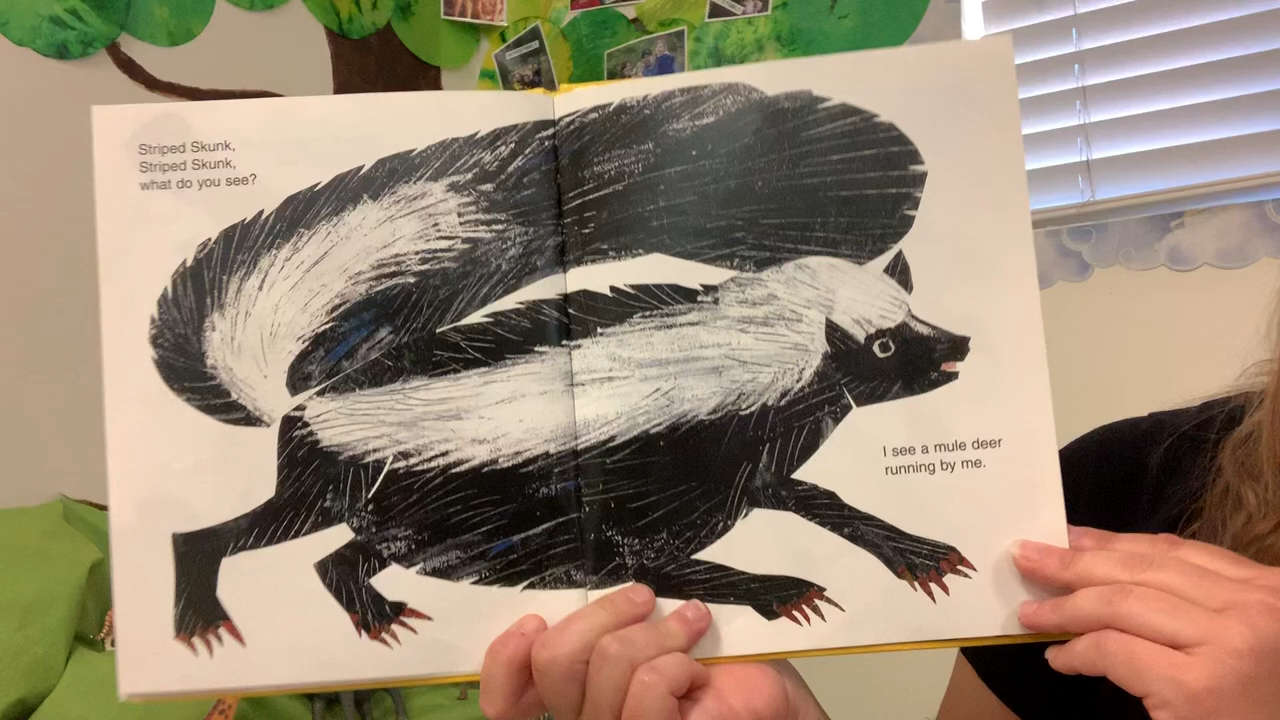 Striped Skunk,
Striped Skunk,
what do you see?
I see a mule deer
running by me.